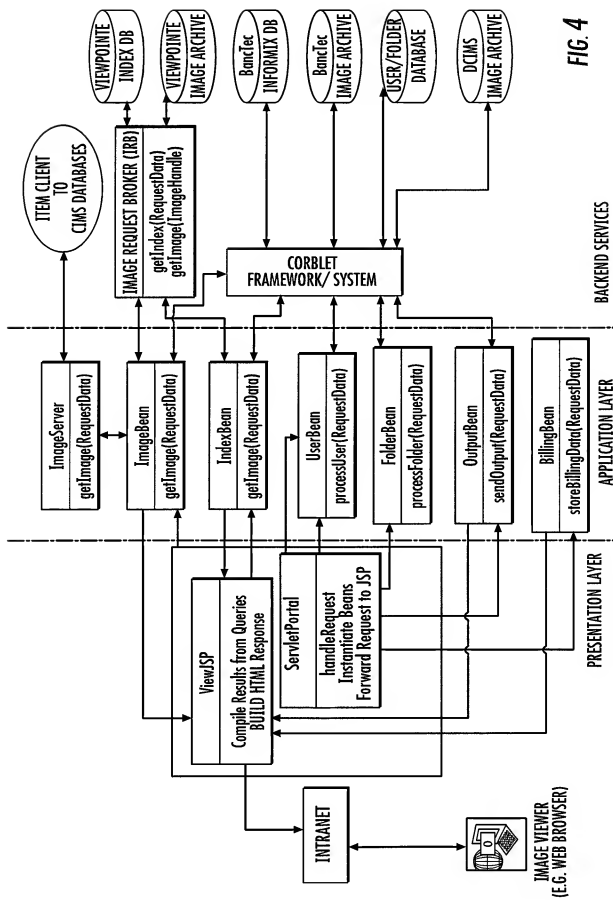 VIEWPOINTE
INDEX DB
VIEWPOINTE
IMAGE ARCHIVE
BancTec
INFORMIX DB
BancTec
IMAGE ARCHIVE
USER/FOLDER
DATABASE
DCIMS IMAGE
ARCHIVE
FIG. 4
ITEM CLIENT
TO
CIMS DATABASES
IMAGE REQUEST BROKER (IRB)
getIndex(RequestData)
getImage(ImageHandle)
CORBLET
FRAMEWORK/ SYSTEM
BACKEND SERVICES
ImageServer
getImage(RequestData)
ImageBean
getImage(RequestData)
IndexBean
getImage(RequestData)
UserBean
processUser(RequestData)
FolderBean
processFolder(RequestData)
OutputBean
sendOutput(RequestData)
BillingBean
storeBillingData(RequestData)
APPLICATION LAYER
ViewJSP
Compile Results from Queries
BUILD HTML Response
ServletPortal
handleRequest
Instantiate Beans
Forward Request to JSP
PRESENTATION LAYER
INTRANET
IMAGE VIEWER
(E.G. WEB BROWSER)